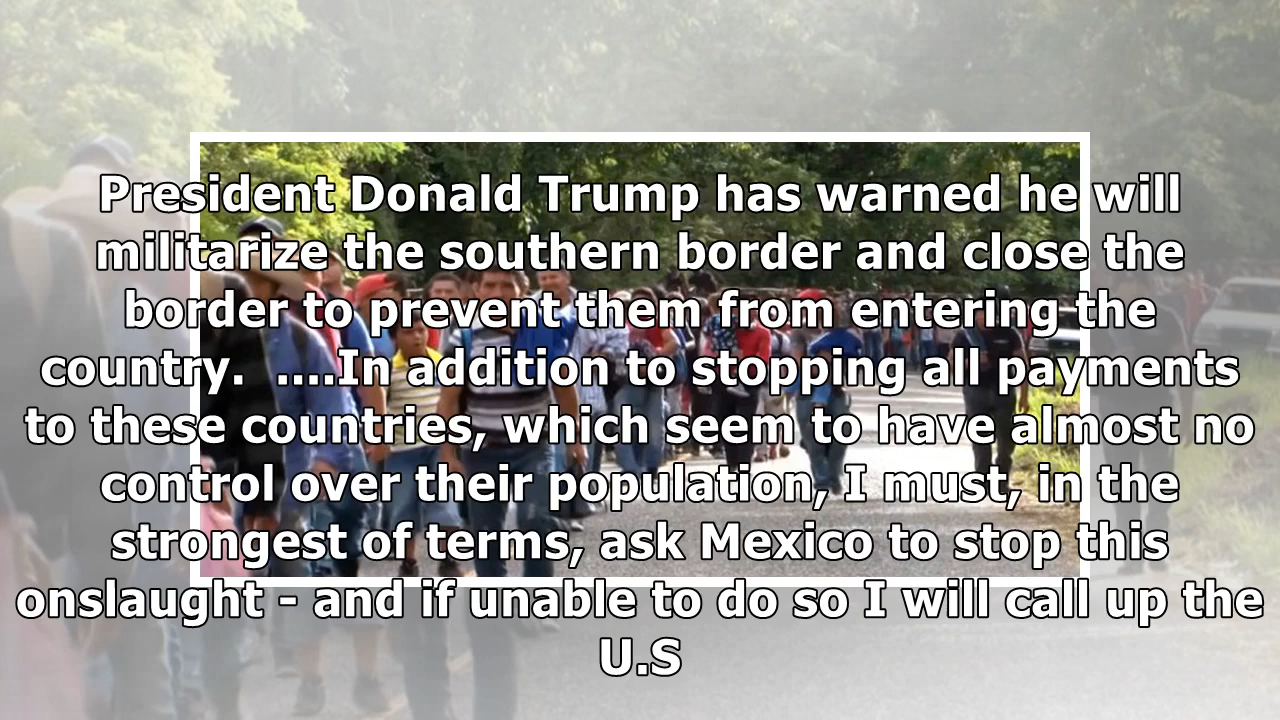 President Donald Trump has warned he will
militarize the southern border and close the
border to prevent them from entering the
country.  ....In addition to stopping all payments
to these countries, which seem to have almost no
control over their population, I must, in the
strongest of terms, ask Mexico to stop this
onslaught - and if unable to do so I will call up the
U.S